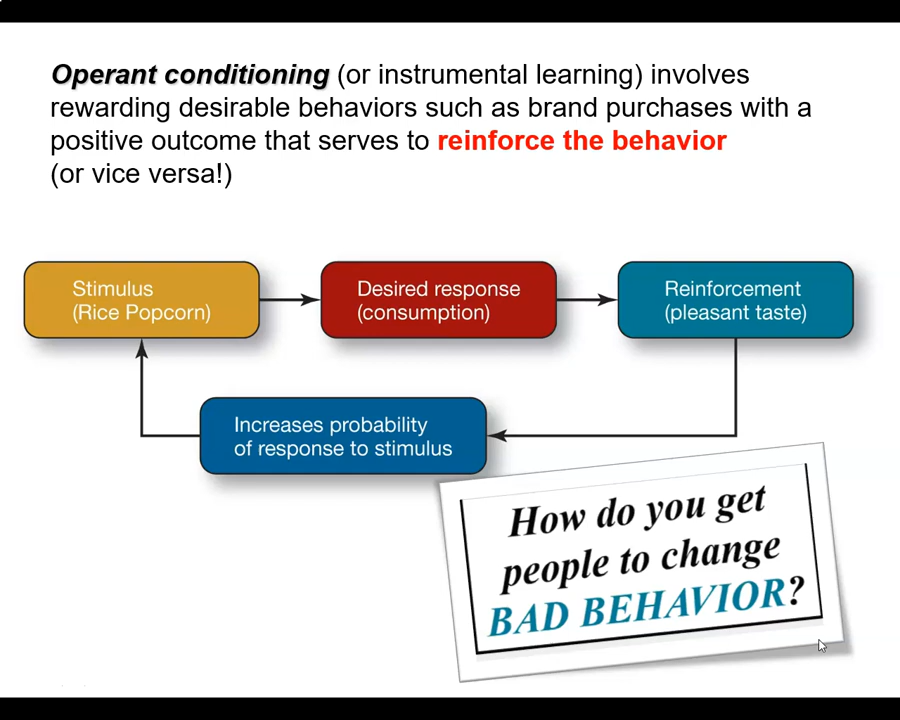 Operant conditioning (or instrumental learning) involves
rewarding desirable behaviors such as brand purchases with a
positive outcome that serves to reinforce the behavior
(or vice versa!)
Stimulus
(Rice Popcorn)
Desired response
(consumption)
Reinforcement
(pleasant taste)
Increases probability
of response to stimulus
How do you get
people to change
BAD BEHAVIOR?